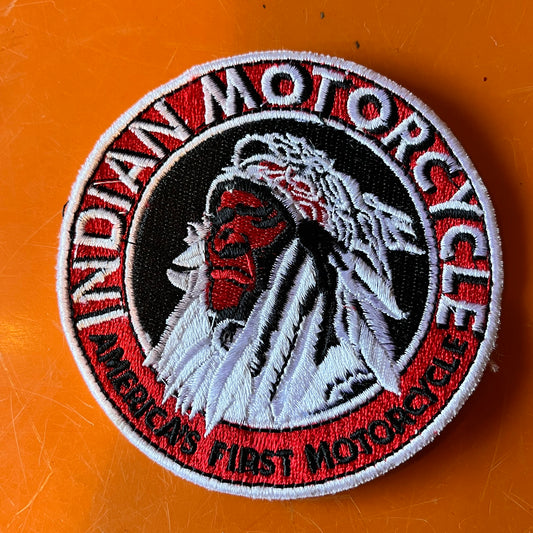 INDIAN MOTORCYCLE
AMERICA'S FIRST MOTORCYCLE